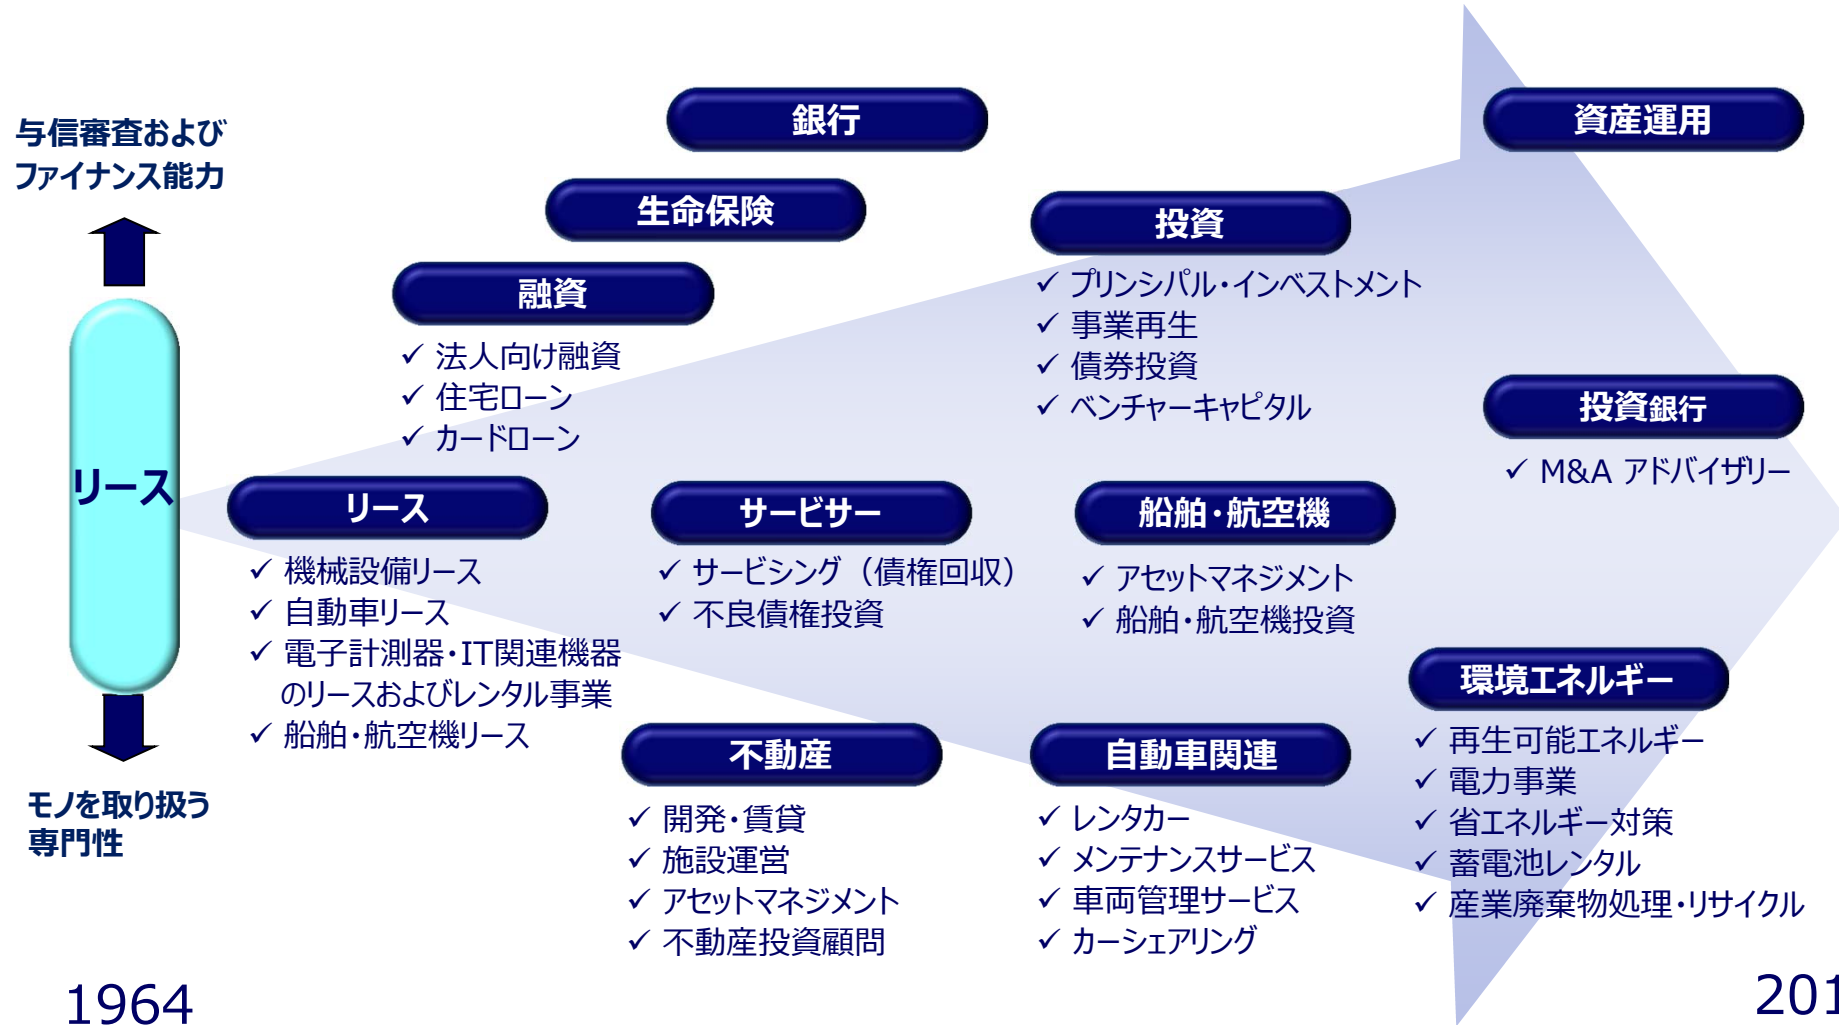 与信審査および
ファイナンス能力
リース
モノを取り扱う
専門性
銀行
生命保険
融資
✓ 法人向け融資
✓ 住宅ローン
✓ カードローン
リース
✓ 機械設備リース
✓ 自動車リース
✓ 電子計測器・IT関連機器
のリースおよびレンタル事業
✓ 船舶・航空機リース
サービサー
✓ サービシング（債権回収）
✓ 不良債権投資
不動産
✓ 開発・賃貸
✓ 施設運営
✓ アセットマネジメント
✓ 不動産投資顧問
投資
✓ プリンシパル・インベストメント
✓ 事業再生
✓ 債券投資
✓ ベンチャーキャピタル
船舶・航空機
✓ アセットマネジメント
✓ 船舶・航空機投資
自動車関連
✓ レンタカー
✓ メンテナンスサービス
✓ 車両管理サービス
✓ カーシェアリング
資産運用
投資銀行
✓ M&A アドバイザリー
環境エネルギー
✓ 再生可能エネルギー
✓ 電力事業
✓ 省エネルギー対策
✓ 蓄電池レンタル
✓ 産業廃棄物処理・リサイクル
1964
201